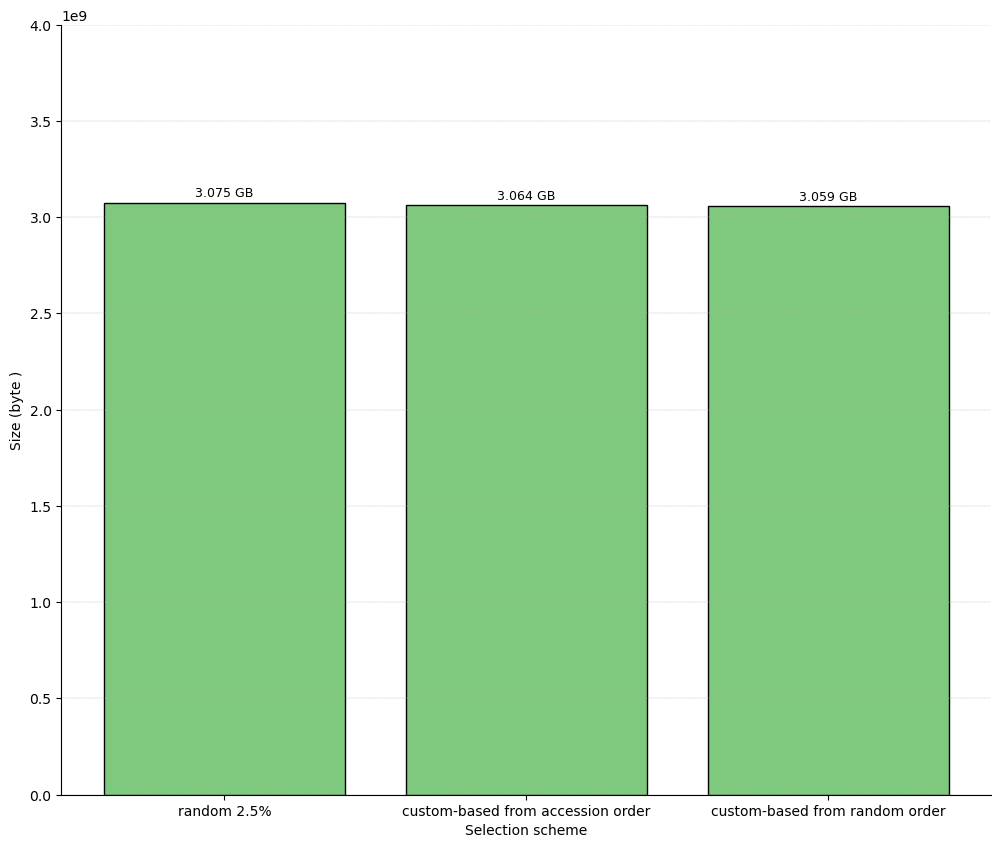 1e9
4.0
3.5
3.0
2.5
2.0
1.5
1.0
0.5
0.0
Size (byte )
3.075 GB
3.064 GB
3.059 GB
random 2.5%
custom-based from accession order
custom-based from random order
Selection scheme